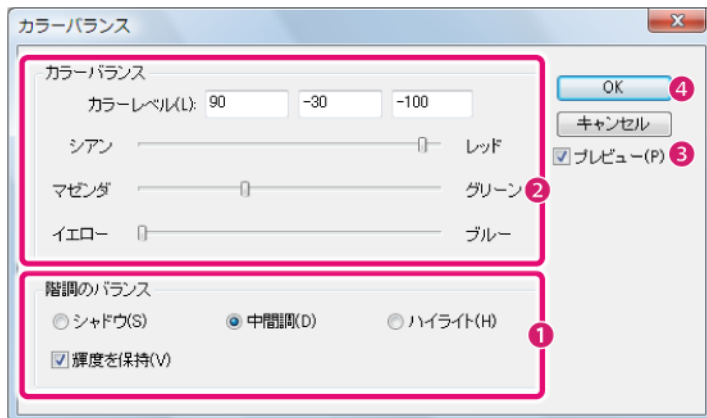 カラーバランス
カラーバランス
カラーレベル(L): 90 -30 -100
シアン レッド
マゼンダ グリーン
イエロー ブルー
2
階調のバランス
シャドウ(S) 中間調(D) ハイライト(H)
輝度を保持(V)
1
OK 4
キャンセル
プレビュー(P) 3